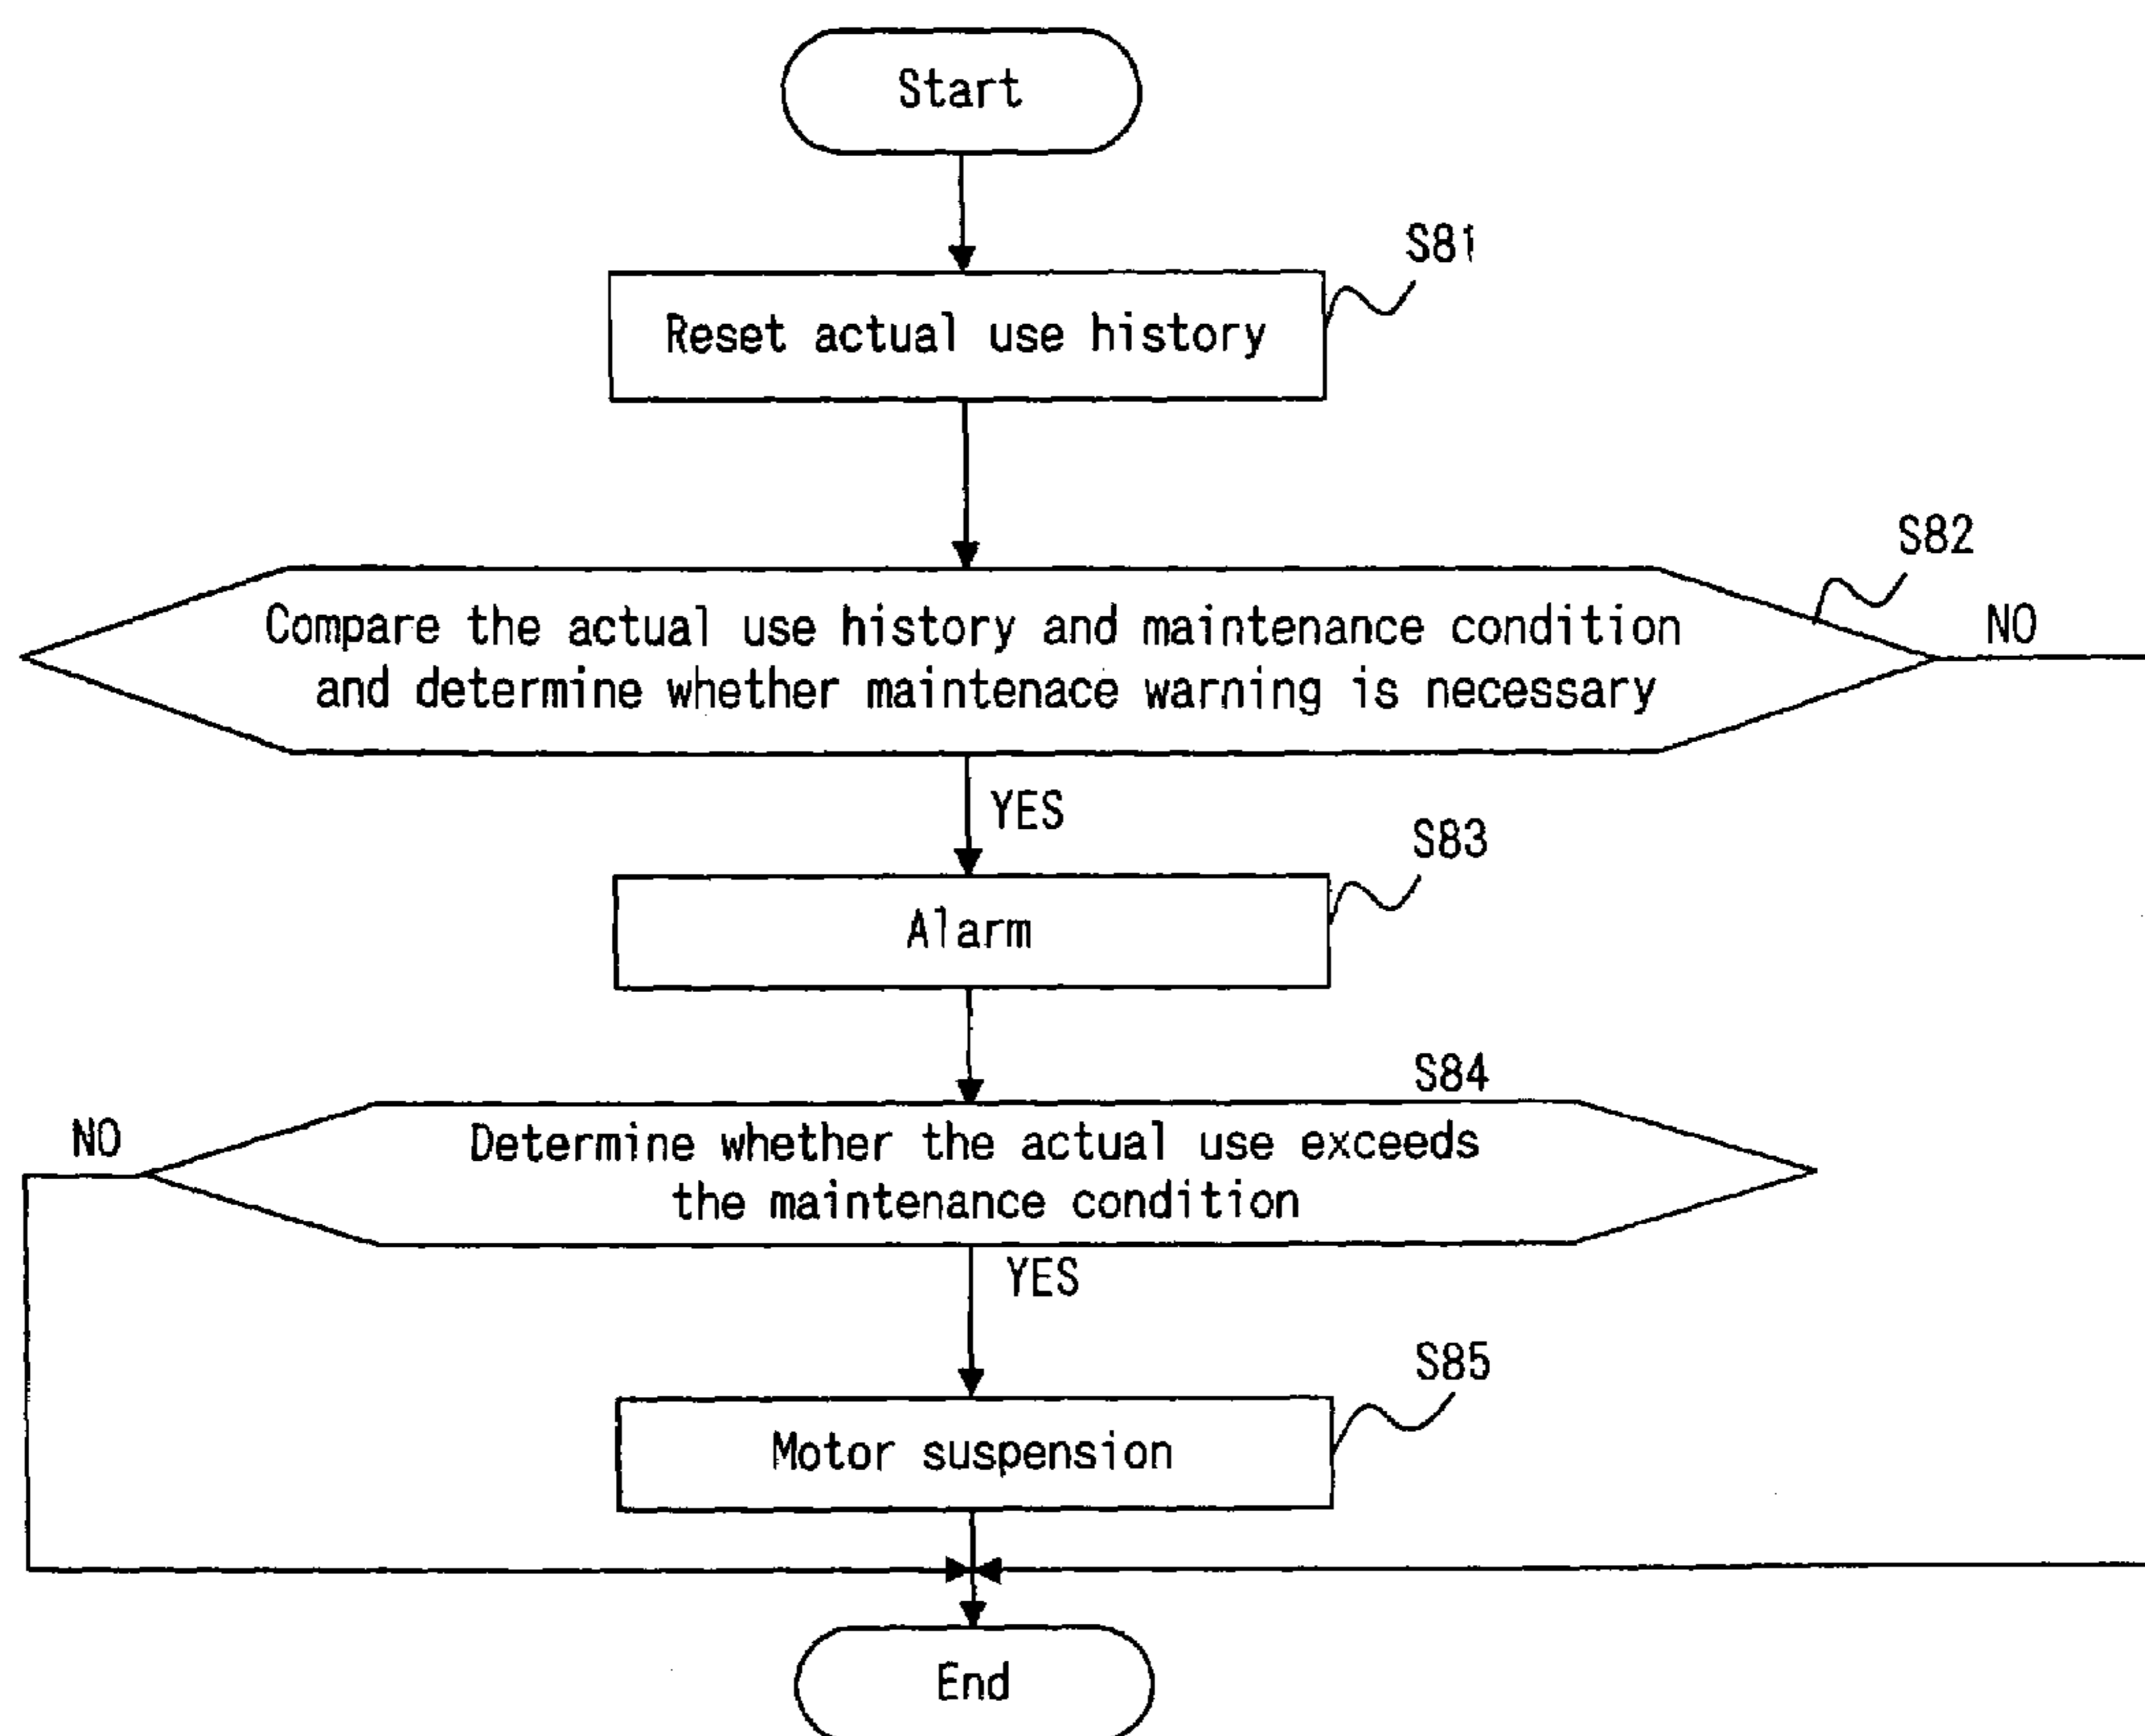 Start
S81
Reset actual use history
S82
Compare the actual use history and maintenance condition
and determine whether maintenace warning is necessary
NO
YES
S83
Alarm
S84
NO
Determine whether the actual use exceeds
the maintenance condition
YES
S85
Motor suspension
End